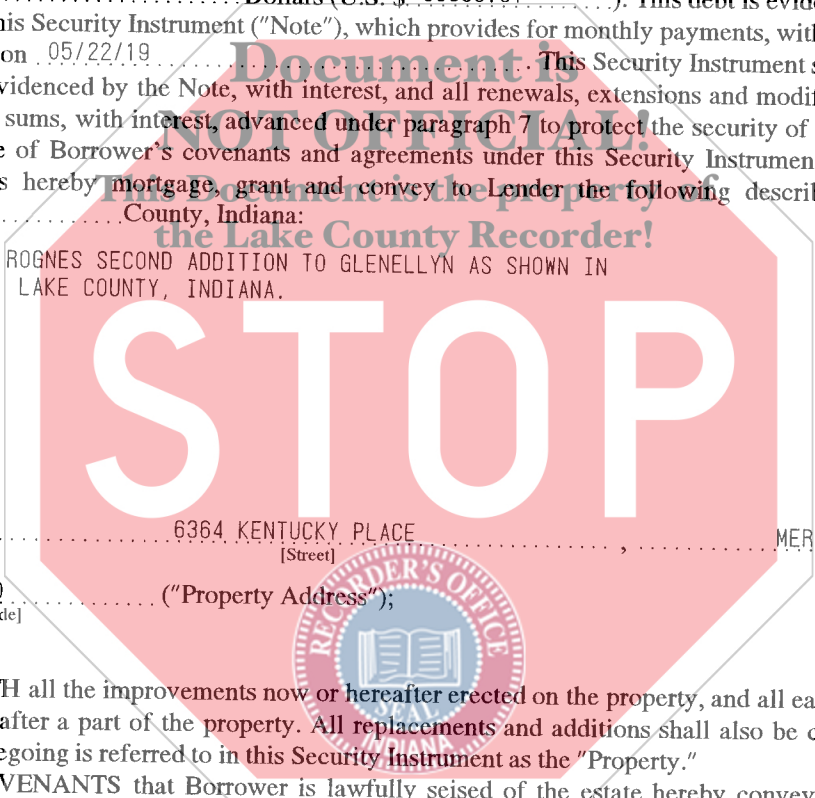 Dollars (U.S. $ ). This debt is evid
his Security Instrument ("Note"), which provides for monthly payments, with
on 05/22/19 . This Security Instrument s
videnced by the Note, with interest, and all renewals, extensions and modif
sums, with interest, advanced under paragraph 7 to protect the security of
e of Borrower's covenants and agreements under this Security Instrumen
s hereby mortgage, grant and convey to Lender the following describ
County, Indiana:
Document is
NOT OFFICIAL!
This Document is the property of
the Lake County Recorder!
ROGNES SECOND ADDITION TO GLENELLYN AS SHOWN IN
LAKE COUNTY, INDIANA.
STOP
6364 KENTUCKY PLACE , MER
[Street]
("Property Address");
de]
RECORDER'S OFFICE
SEAL
INDIANA
H all the improvements now or hereafter erected on the property, and all ea
after a part of the property. All replacements and additions shall also be c
egoing is referred to in this Security Instrument as the "Property."
VENANTS that Borrower is lawfully seised of the estate hereby convey